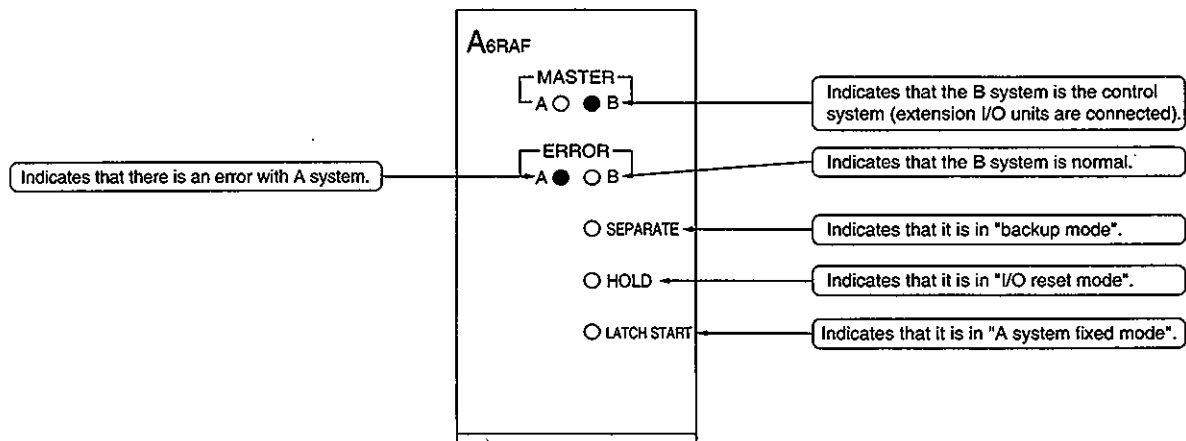 A6RAF
MASTER
A B
Indicates that the B system is the control
system (extension I/O units are connected).
ERROR
A B
Indicates that the B system is normal.
Indicates that there is an error with A system.
SEPARATE
Indicates that it is in "backup mode".
HOLD
Indicates that it is in "I/O reset mode".
LATCH START
Indicates that it is in "A system fixed mode".